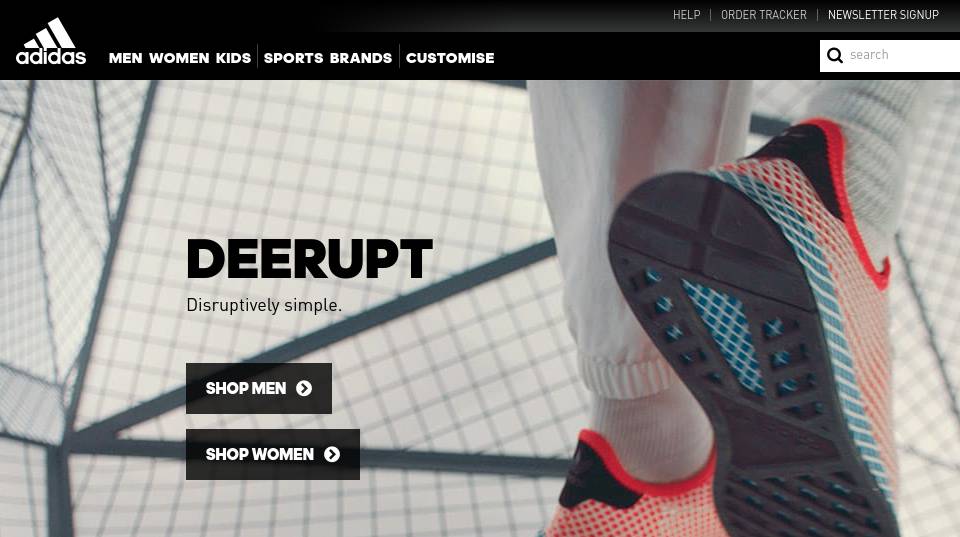 HELP ORDER TRACKER NEWSLETTER SIGNUP
adidas
MEN WOMEN KIDS SPORTS BRANDS CUSTOMISE
search
DEERUPT
Disruptively simple.
SHOP MEN
SHOP WOMEN